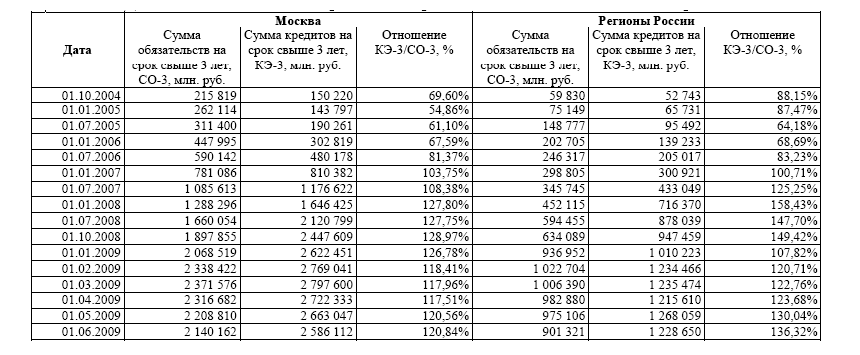 Москва Регионы России
Дата Сумма обязательств на срок свыше 3 лет, СО-3, млн. руб. Сумма кредитов на срок свыше 3 лет, КЭ-3, млн. руб. Отношение КЭ-3/СО-3, % Сумма обязательств на срок свыше 3 лет, СО-3, млн. руб. Сумма кредитов на срок свыше 3 лет, КЭ-3, млн. руб. Отношение КЭ-3/СО-3, %
01.10.2004 215 819 150 220 69,60% 59 830 52 743 88,15%
01.01.2005 262 114 143 797 54,86% 75 149 65 731 87,47%
01.07.2005 311 400 190 261 61,10% 148 777 95 492 64,18%
01.01.2006 447 995 302 819 67,59% 202 705 139 233 68,69%
01.07.2006 590 142 480 178 81,37% 246 317 205 017 83,23%
01.01.2007 781 086 810 382 103,75% 298 805 300 921 100,71%
01.07.2007 1 085 613 1 176 622 108,38% 345 745 433 049 125,25%
01.01.2008 1 288 296 1 646 425 127,80% 452 115 716 370 158,43%
01.07.2008 1 660 054 2 120 799 127,75% 594 455 878 039 147,70%
01.10.2008 1 897 855 2 447 609 128,97% 634 089 947 459 149,42%
01.01.2009 2 068 519 2 622 451 126,78% 936 952 1 010 223 107,82%
01.02.2009 2 338 422 2 769 041 118,41% 1 022 704 1 234 466 120,71%
01.03.2009 2 371 576 2 797 600 117,96% 1 006 390 1 235 474 122,76%
01.04.2009 2 316 682 2 722 333 117,51% 982 880 1 215 610 123,68%
01.05.2009 2 208 810 2 663 047 120,56% 975 106 1 268 059 130,04%
01.06.2009 2 140 162 2 586 112 120,84% 901 321 1 228 650 136,32%